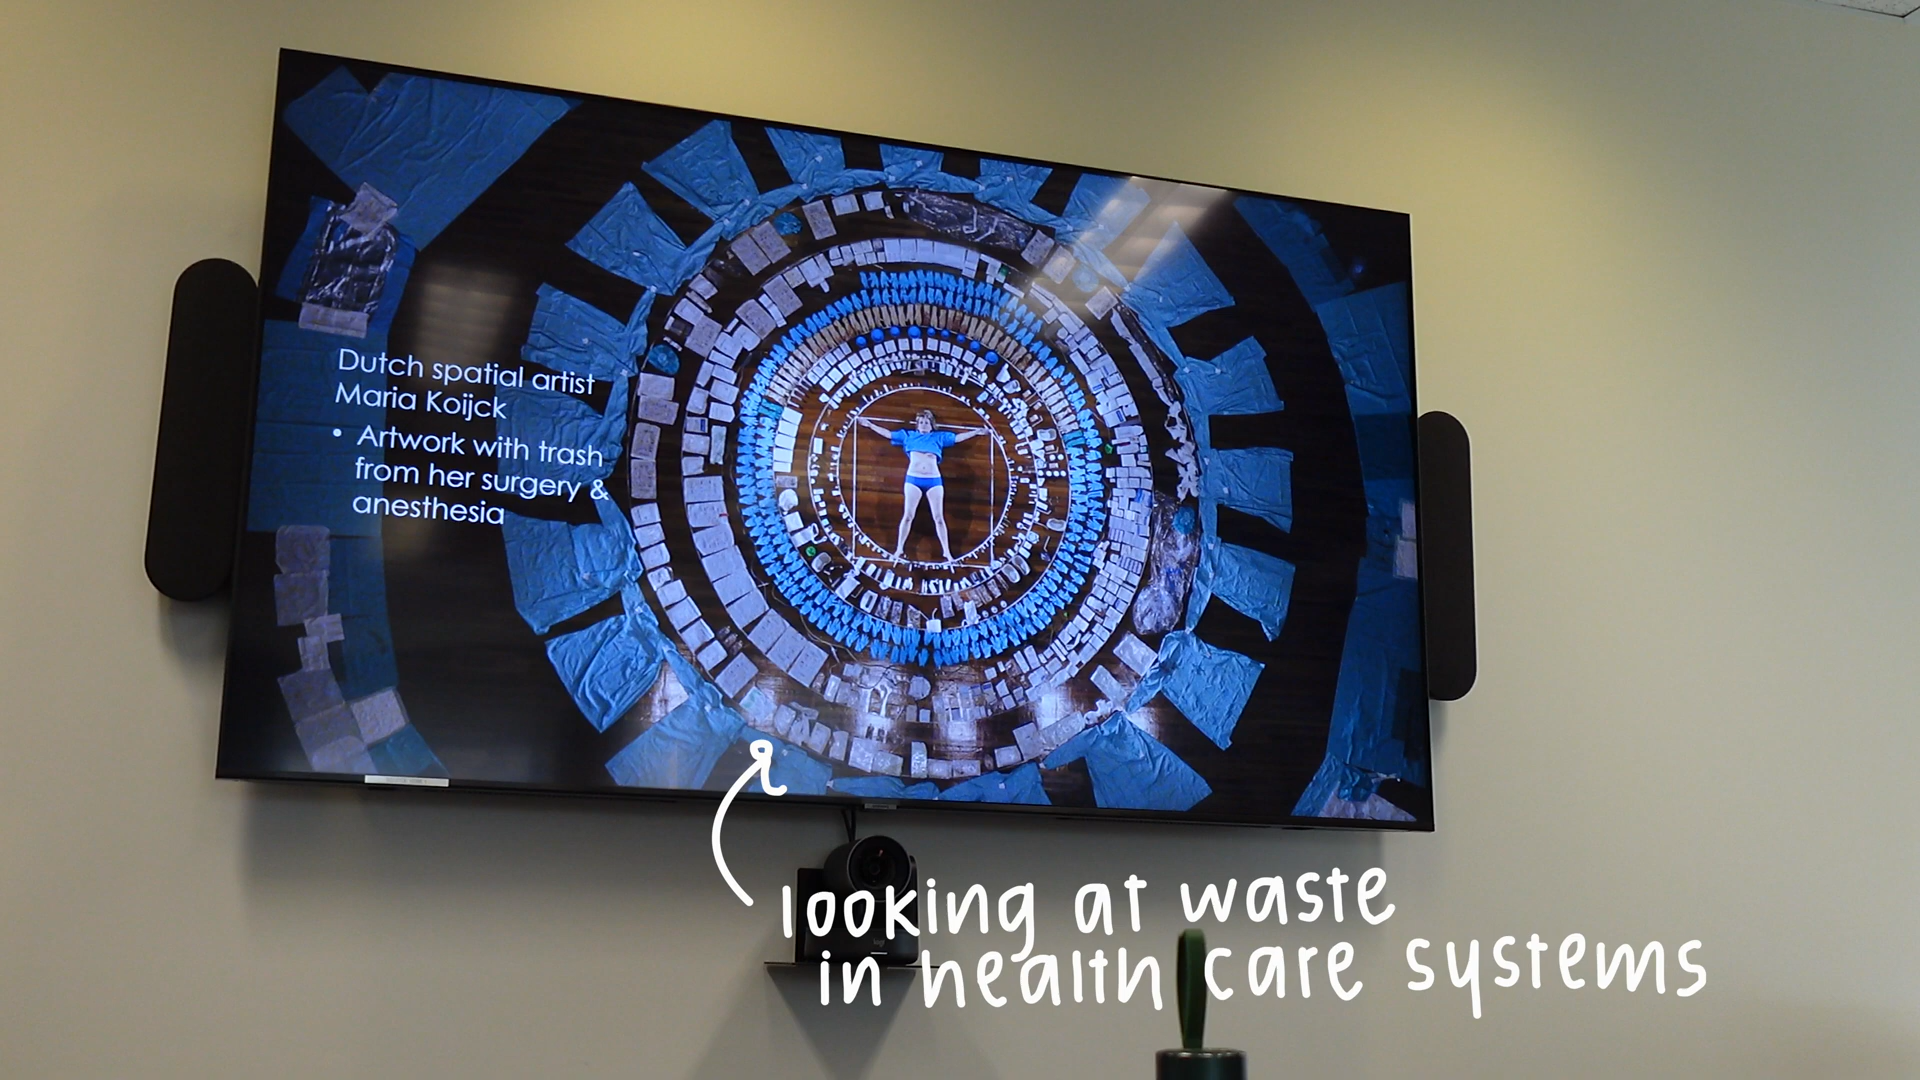 Dutch spatial artist
Maria Koijck
• Artwork with trash
from her surgery &
anesthesia
logi
looking at waste
in health care systems